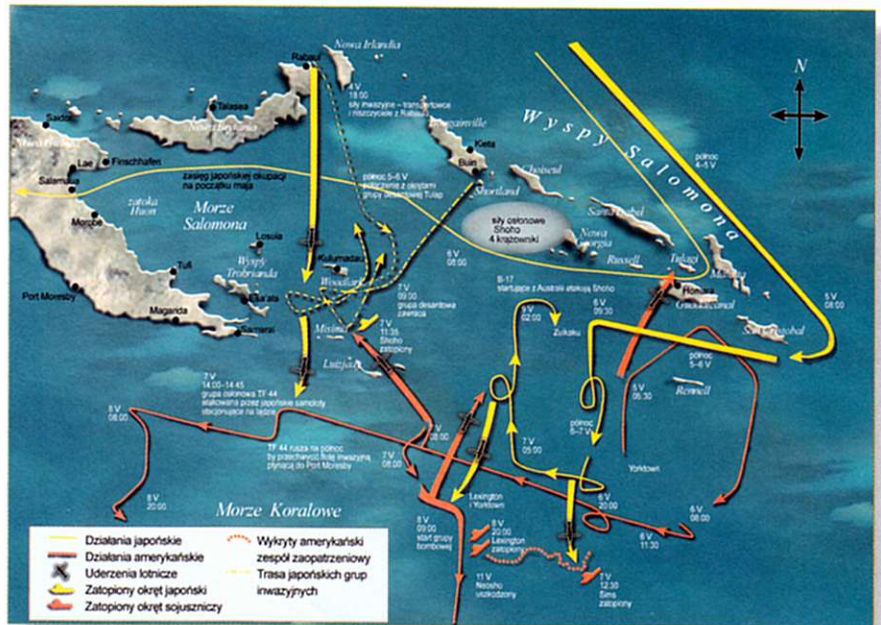 Rabaul
Nowa Irlandia
Talasea
Saidor
Lae
Finschhafen
Salamaua
zatoka
Huon
Morobe
zasięg japońskiej okupacji
na początku maja
Morze
Salomona
4 V
18:00
siły inwazyjne – transportowce
i niszczyciele z Rabaulu
Kieta
Buin
Shortland
Choiseul
Wyspy Salomona
N
północ
4–5 V
północ 5–6 V
połączenie z okrętami
grupy desantowej Tulagi
siły osłonowe
Shoho
4 krążowniki
Santa Isabel
Nowa
Georgia
Russell
Tulagi
Malaita
Honiara
Guadalcanal
San Cristobal
5 V
08:00
Losuia
Wyspy
Trobrianda
Kulumadau
Woodlark
6 V
08:00
B-17
startujące z Australii atakują Shoho
Tufi
Port Moresby
Magarida
Samarai
Misima
Luizjady
7 V
09:00
grupa desantowa
zawraca
7 V
11:35
Shoho
zatopiony
9 V
02:00
Zuikaku
6 V
09:30
północ
5–6 V
Rennell
5 V
06:30
Yorktown
7 V
14:00–14:45
grupa osłonowa TF 44
atakowana przez japońskie samoloty
stacjonujące na lądzie
8 V
08:00
TF 44 rusza na północ
by przechwycić flotę inwazyjną
płynącą do Port Moresby
7 V
08:00
północ
6–7 V
7 V
05:00
8 V
20:00
Morze Koralowe
Lexington
i Yorktown
6 V
20:00
6 V
08:00
6 V
11:30
8 V
09:00
start grupy
bombowej
8 V
20:00
Lexington
zatopiony
11 V
Neosho
uszkodzony
7 V
12:30
Sims
zatopiony
Działania japońskie
Działania amerykańskie
Uderzenia lotnicze
Zatopiony okręt japoński
Zatopiony okręt sojuszniczy
Wykryty amerykański
zespół zaopatrzeniowy
Trasa japońskich grup
inwazyjnych